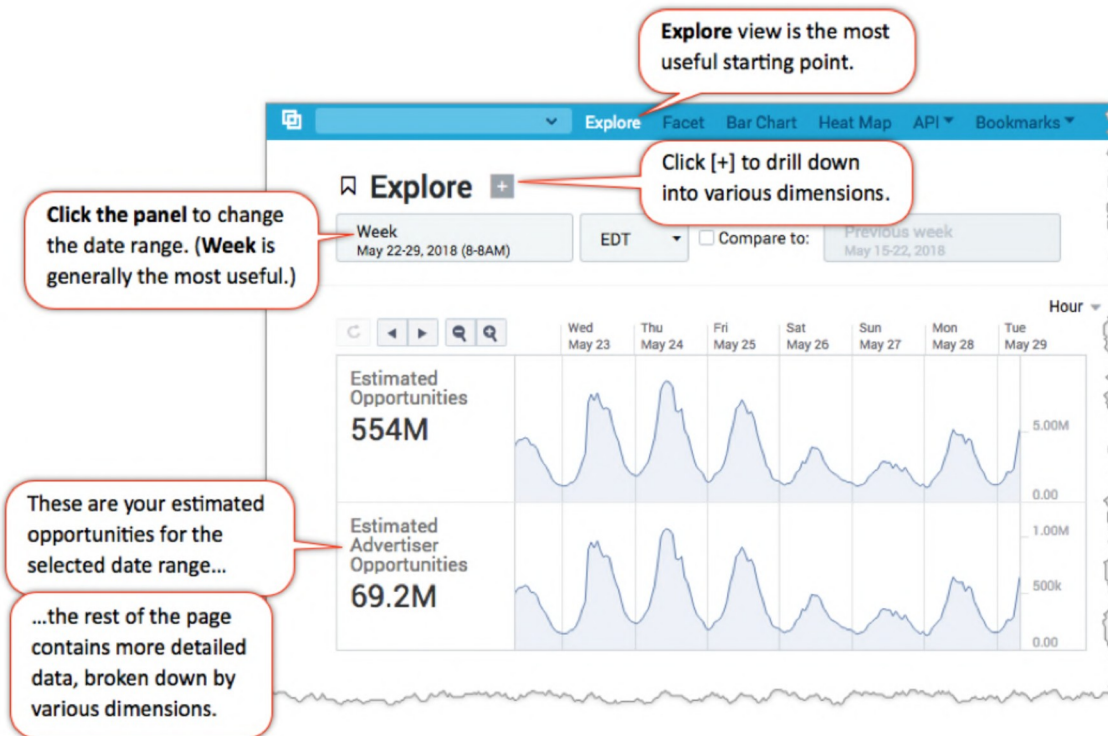 Explore view is the most
useful starting point.
Explore Facet Bar Chart Heat Map API Bookmarks
Click [+] to drill down
into various dimensions.
Explore +
Click the panel to change
the date range. (Week is
generally the most useful.)
Week
May 22-29, 2018 (8-8AM)
EDT
Compare to:
Previous week
May 15-22, 2018
Hour
Wed
May 23
Thu
May 24
Fri
May 25
Sat
May 26
Sun
May 27
Mon
May 28
Tue
May 29
Estimated
Opportunities
554M
5.00M
0.00
These are your estimated
opportunities for the
selected date range...
Estimated
Advertiser
Opportunities
69.2M
1.00M
500k
0.00
...the rest of the page
contains more detailed
data, broken down by
various dimensions.